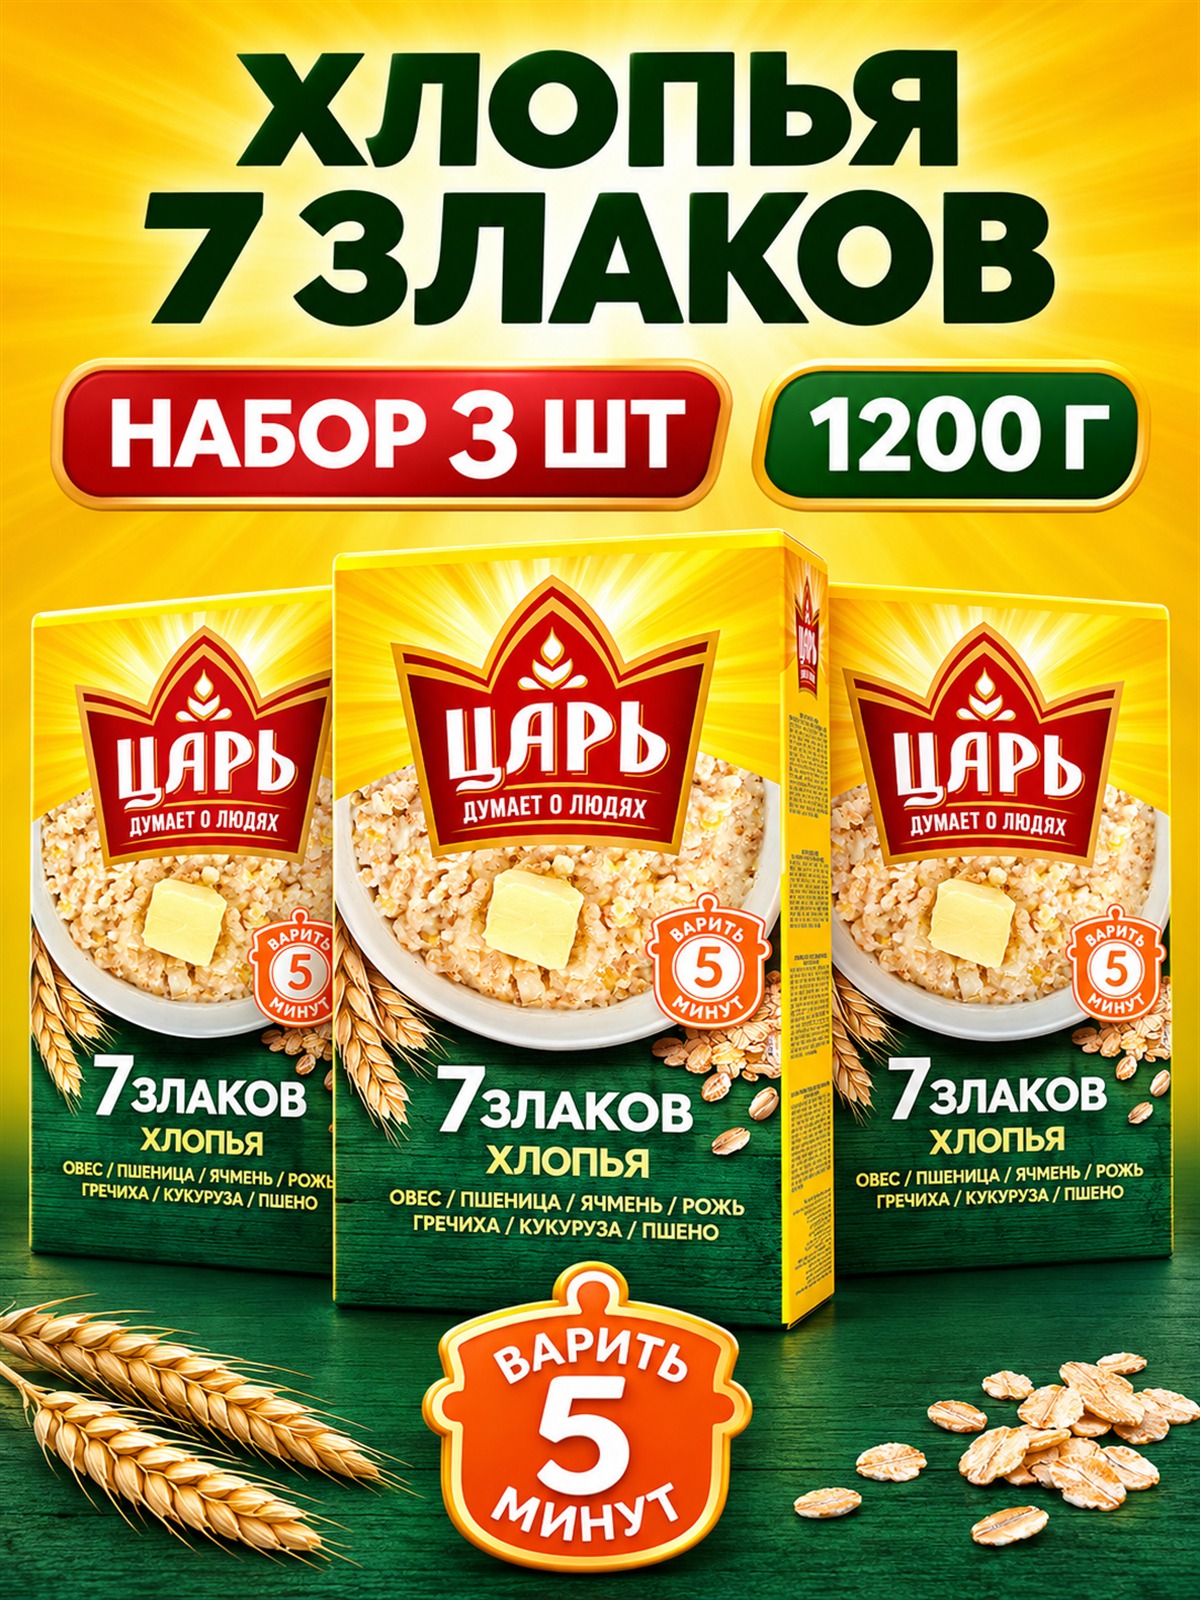 ХЛОПЬЯ
7 ЗЛАКОВ
НАБОР 3 ШТ
1200 Г
ЦАРЬ
ДУМАЕТ О ЛЮДЯХ
ВАРИТЬ
5
МИНУТ
7 ЗЛАКОВ
ХЛОПЬЯ
ОВЕС / ПШЕНИЦА / ЯЧМЕНЬ / РОЖЬ
ГРЕЧИХА / КУКУРУЗА / ПШЕНО
ЦАРЬ
ДУМАЕТ О ЛЮДЯХ
ВАРИТЬ
5
МИНУТ
7 ЗЛАКОВ
ХЛОПЬЯ
ОВЕС / ПШЕНИЦА / ЯЧМЕНЬ / РОЖЬ
ГРЕЧИХА / КУКУРУЗА / ПШЕНО
ЦАРЬ
ЦАРЬ
ДУМАЕТ О ЛЮДЯХ
ВАРИТЬ
5
МИНУТ
7 ЗЛАКОВ
ХЛОПЬЯ
ОВЕС / ПШЕНИЦА / ЯЧМЕНЬ / РОЖЬ
ГРЕЧИХА / КУКУРУЗА / ПШЕНО
ВАРИТЬ
5
МИНУТ